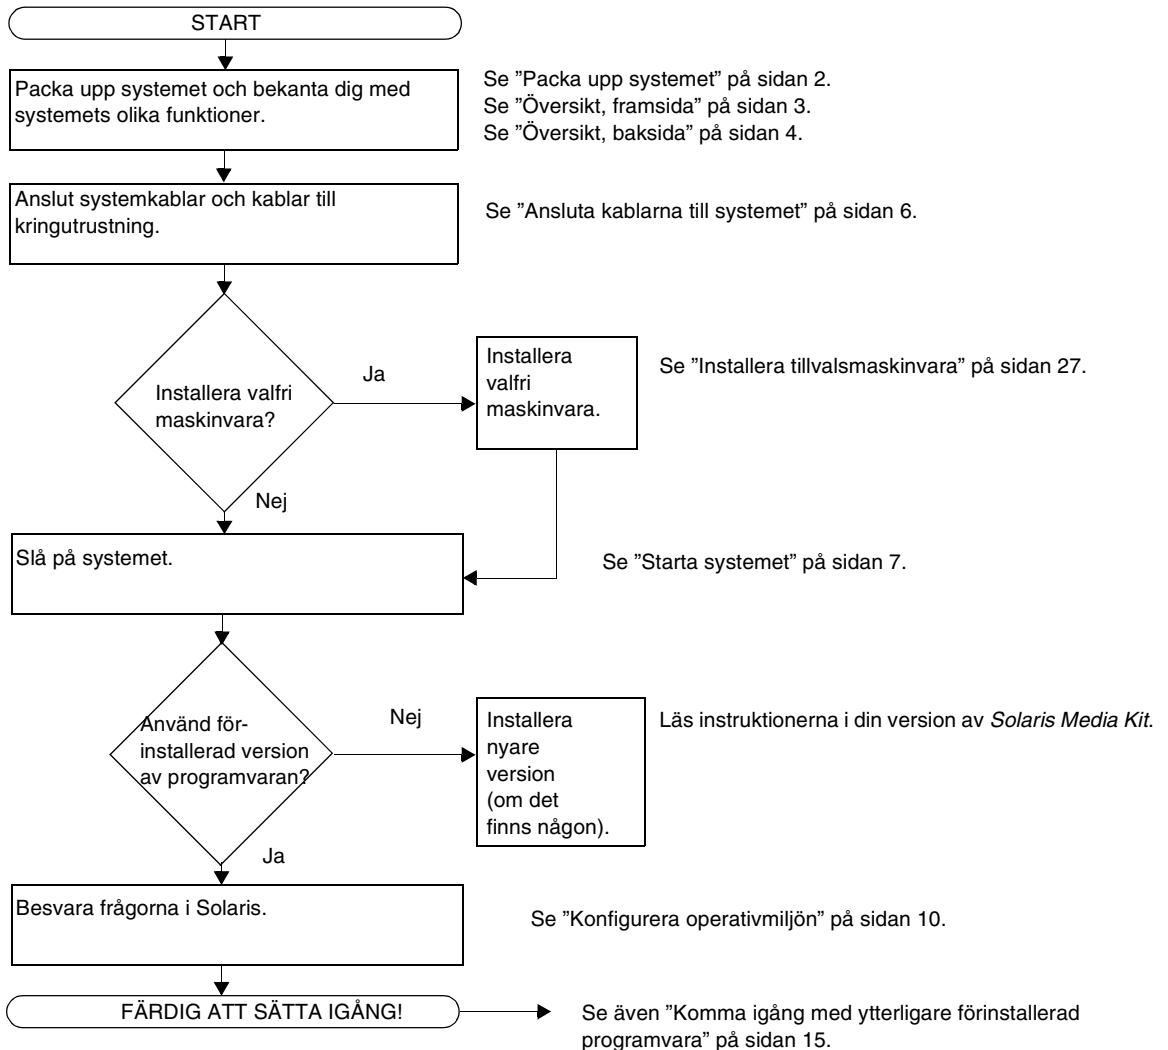 START
Packa upp systemet och bekanta dig med
systemets olika funktioner.
Se ”Packa upp systemet” på sidan 2.
Se ”Översikt, framsida” på sidan 3.
Se ”Översikt, baksida” på sidan 4.
Anslut systemkablar och kablar till
kringutrustning.
Se ”Ansluta kablarna till systemet” på sidan 6.
Installera valfri
maskinvara?
Ja
Installera
valfri
maskinvara.
Se ”Installera tillvalsmaskinvara” på sidan 27.
Nej
Slå på systemet.
Se ”Starta systemet” på sidan 7.
Använd för-
installerad version
av programvaran?
Nej
Installera
nyare
version
(om det
finns någon).
Läs instruktionerna i din version av Solaris Media Kit.
Ja
Besvara frågorna i Solaris.
Se ”Konfigurera operativmiljön” på sidan 10.
FÄRDIG ATT SÄTTA IGÅNG!
Se även ”Komma igång med ytterligare förinstallerad
programvara” på sidan 15.